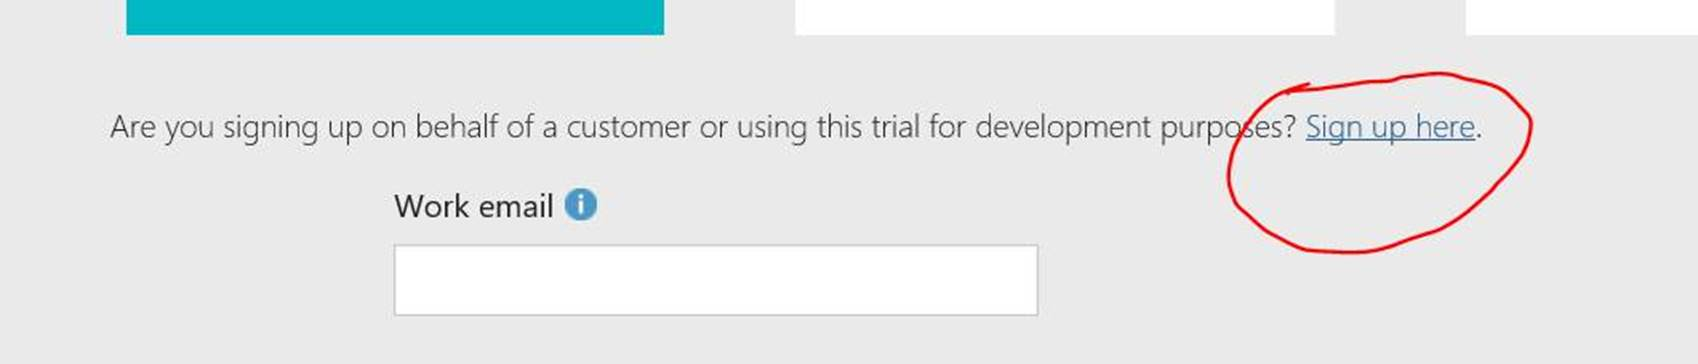 Are you signing up on behalf of a customer or using this trial for development purposes? Sign up here.
Work email